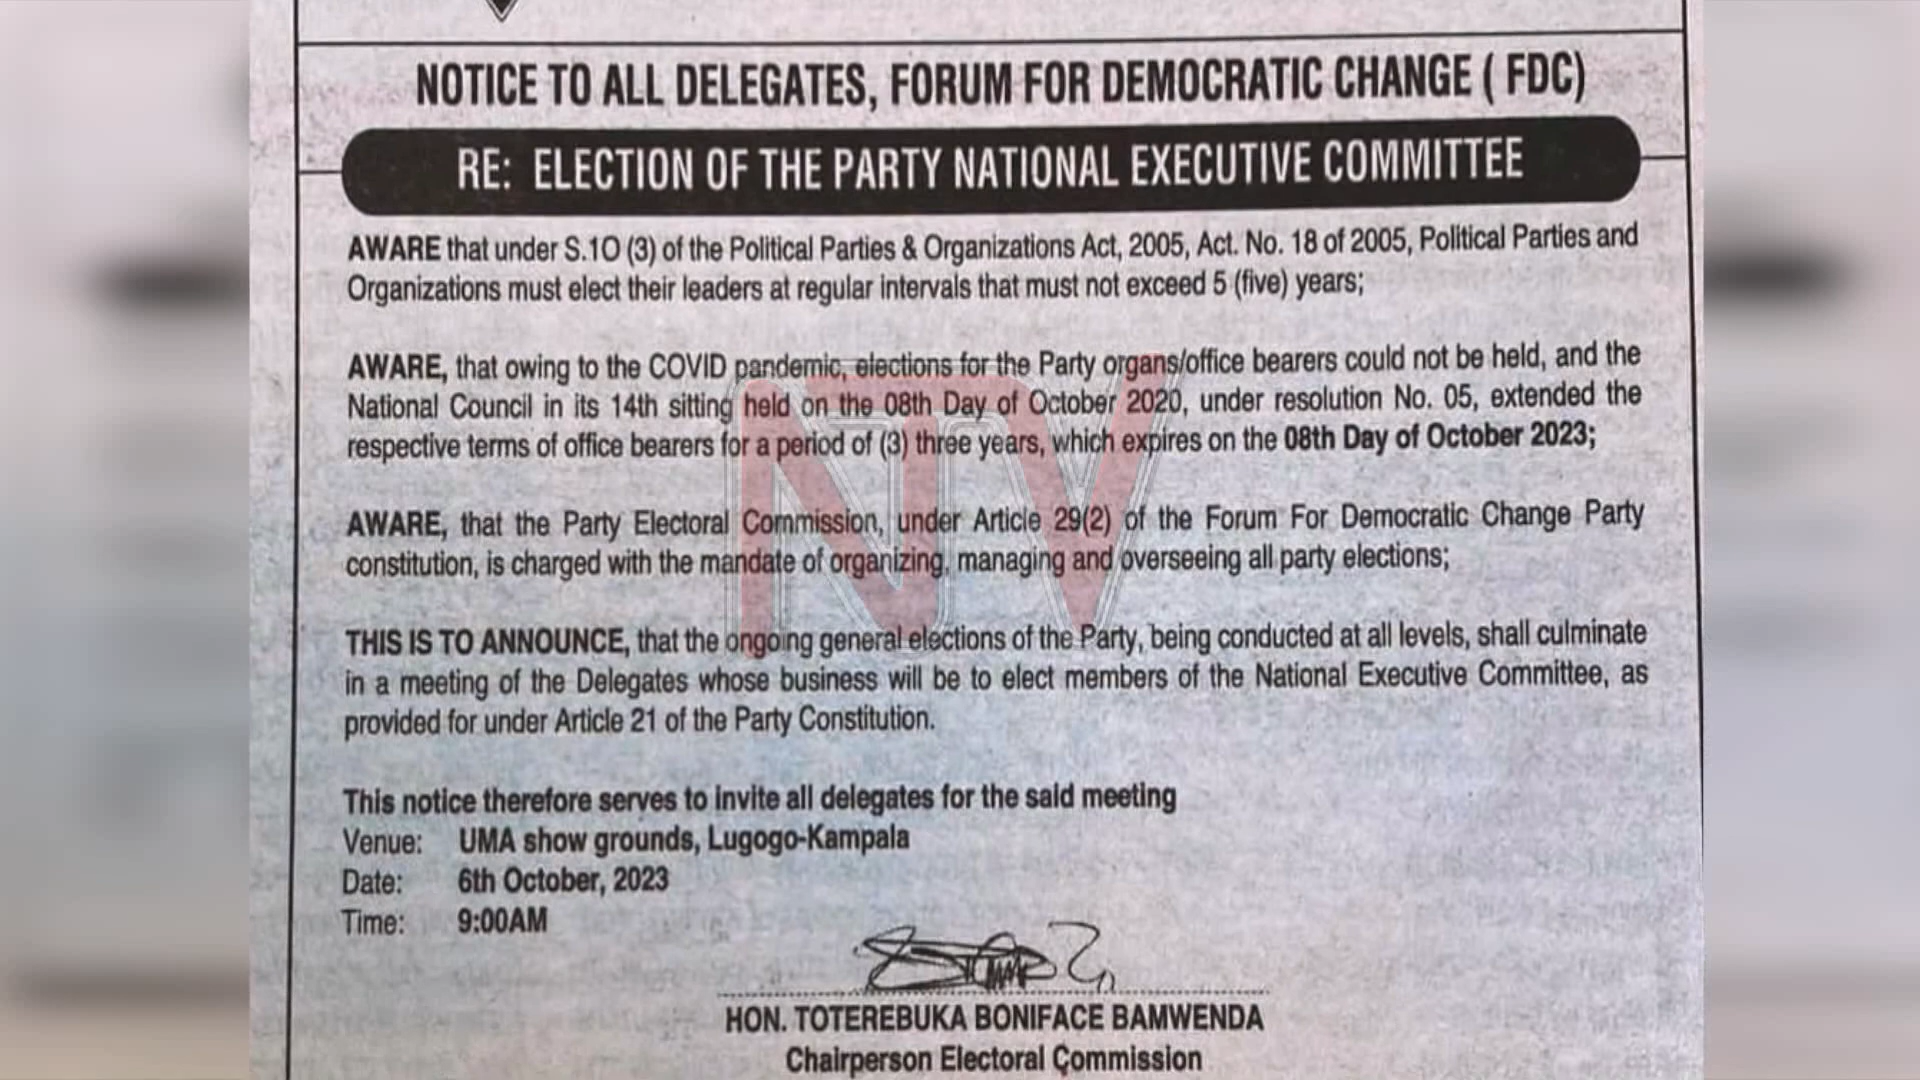 NOTICE TO ALL DELEGATES, FORUM FOR DEMOCRATIC CHANGE ( FDC)
RE: ELECTION OF THE PARTY NATIONAL EXECUTIVE COMMITTEE
AWARE that under S.1O (3) of the Political Parties & Organizations Act, 2005, Act. No. 18 of 2005, Political Parties and
Organizations must elect their leaders at regular intervals that must not exceed 5 (five) years;
AWARE, that owing to the COVID pandemic, elections for the Party organs/office bearers could not be held, and the
National Council in its 14th sitting held on the 08th Day of October 2020, under resolution No. 05, extended the
respective terms of office bearers for a period of (3) three years, which expires on the 08th Day of October 2023;
AWARE, that the Party Electoral Commission, under Article 29(2) of the Forum For Democratic Change Party
constitution, is charged with the mandate of organizing, managing and overseeing all party elections;
THIS IS TO ANNOUNCE, that the ongoing general elections of the Party, being conducted at all levels, shall culminate
in a meeting of the Delegates whose business will be to elect members of the National Executive Committee, as
provided for under Article 21 of the Party Constitution.
This notice therefore serves to invite all delegates for the said meeting
Venue: UMA show grounds, Lugogo-Kampala
Date: 6th October, 2023
Time: 9:00AM
HON. TOTEREBUKA BONIFACE BAMWENDA
Chairperson Electoral Commission
NTV